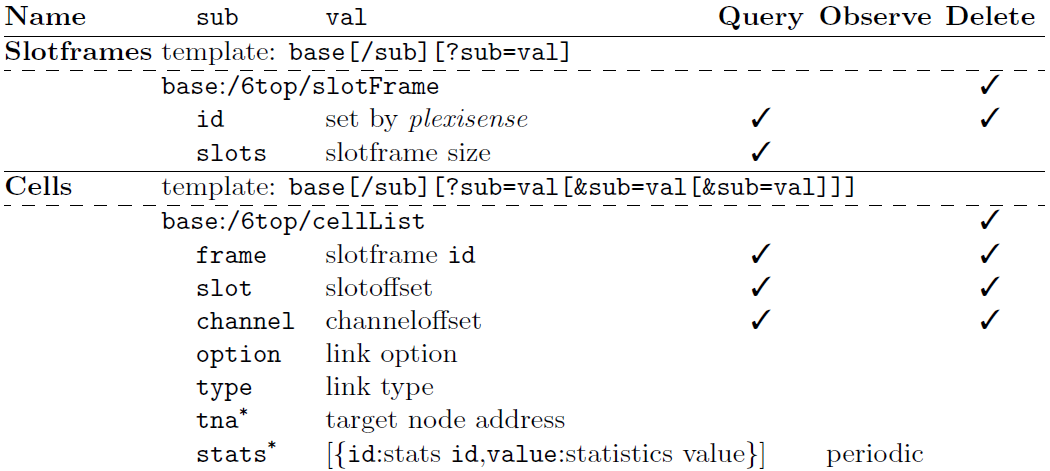 Name sub val Query Observe Delete
Slotframes template: base[/sub][?sub=val]
base:/6top/slotFrame ✓
id set by plexisense ✓ ✓
slots slotframe size ✓
Cells template: base[/sub][?sub=val[&sub=val[&sub=val]]]
base:/6top/cellList ✓
frame slotframe id ✓ ✓
slot slotoffset ✓ ✓
channel channeloffset ✓ ✓
option link option
type link type
tna* target node address
stats* [{id:stats id,value:statistics value}] periodic